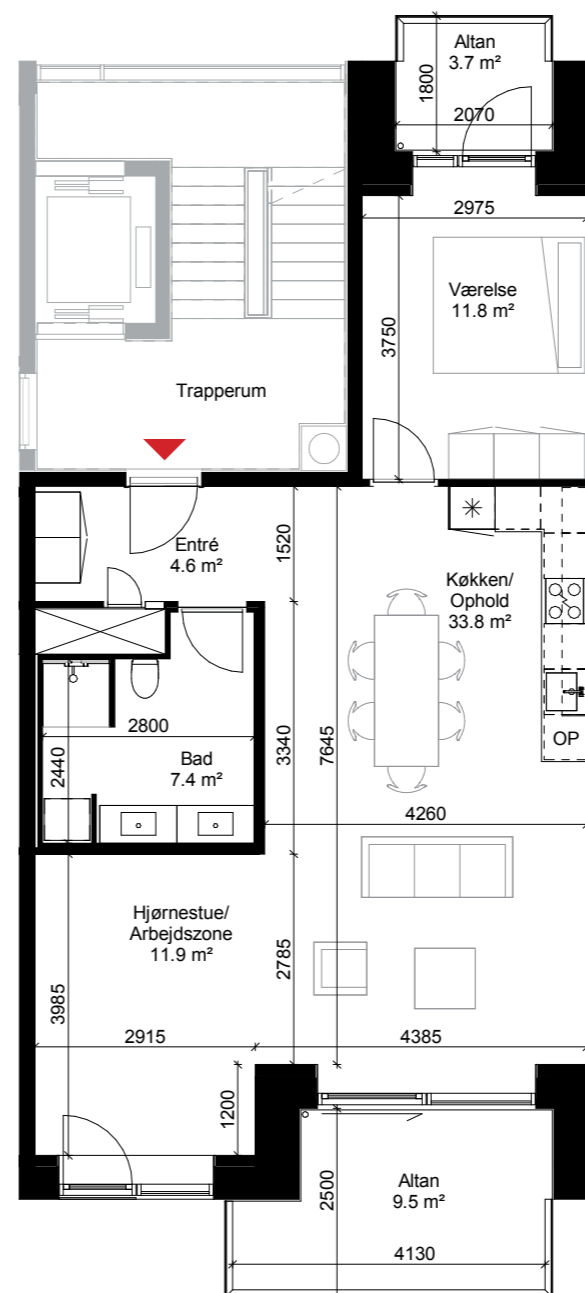 Altan
3.7 m²
1800
2070
2975
Værelse
11.8 m²
3750
Trapperum
Entré
4.6 m²
1520
Køkken/
Ophold
33.8 m²
2800
2440
Bad
7.4 m²
3340
7645
OP
4260
Hjørnestue/
Arbejdszone
11.9 m²
3985
2785
2915
4385
1200
2500
Altan
9.5 m²
4130